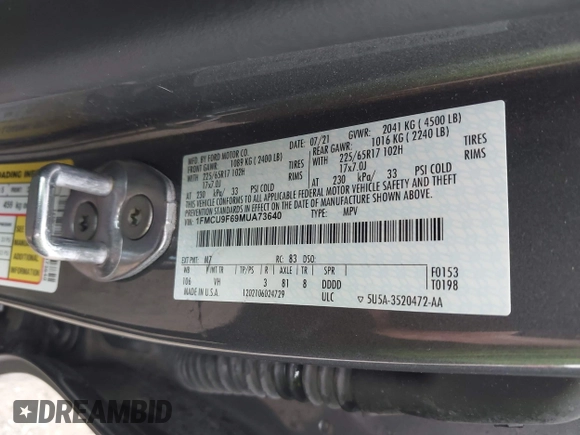 MFD. BY FORD MOTOR CO.
07/21 GVWR: 2041 KG ( 4500 LB)
FRONT GAWR: 1089 KG ( 2400 LB)
REAR GAWR: 1016 KG ( 2240 LB)
WITH 225/65R17 102H TIRES
17x7.0J RIMS
AT 230 kPa/ 33 PSI COLD
WITH 225/65R17 102H TIRES
17x7.0J RIMS
AT 230 kPa/ 33 PSI COLD
THIS VEHICLE CONFORMS TO ALL APPLICABLE FEDERAL MOTOR VEHICLE SAFETY AND THEFT
PREVENTION STANDARDS IN EFFECT ON THE DATE OF MANUFACTURE SHOWN ABOVE.
VIN: 1FMCU9F69MUA73640
TYPE: MPV
EXT PNT: M7 RC: 83 DSO:
WB INT TR TP/PS R AXLE TR SPR
106 VH 3 81 8 DDDD
F0153
T0198
MADE IN U.S.A. ULC
▽ 5U5A-3520472-AA
DREAMBID